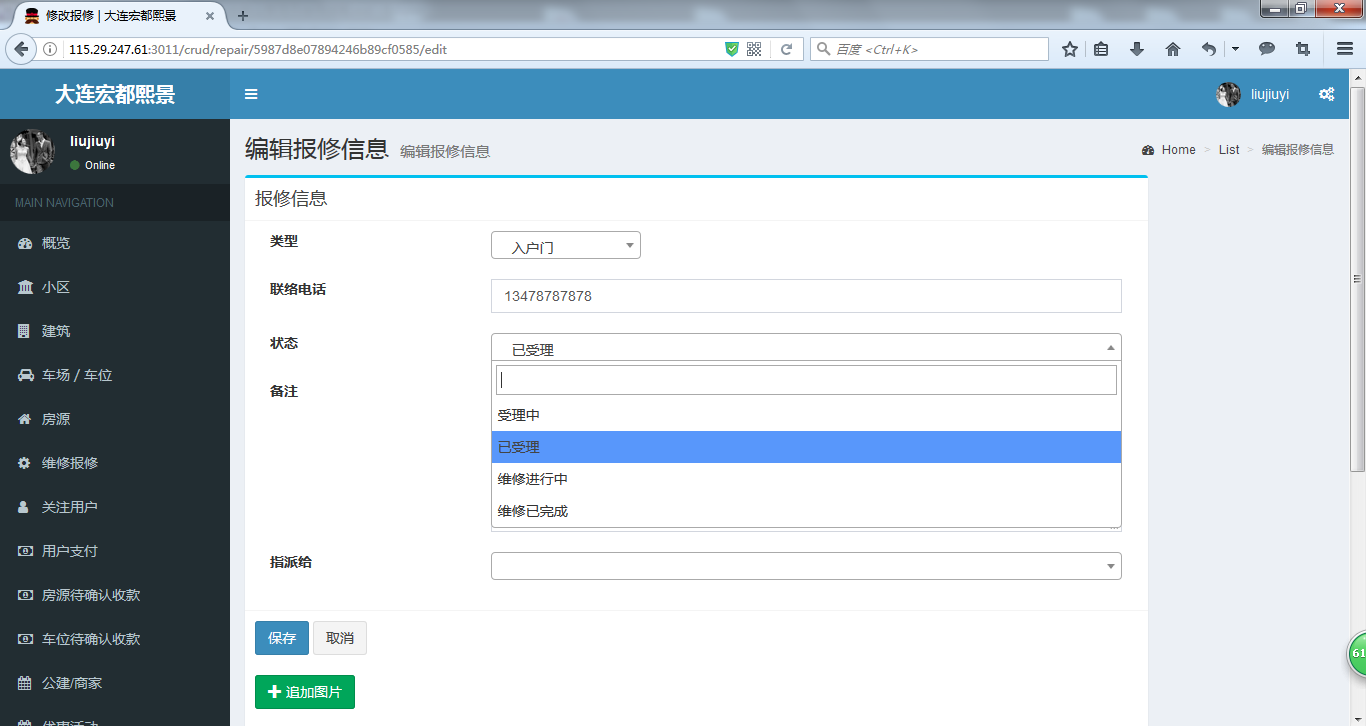 修改报修 | 大连宏都熙景
115.29.247.61:3011/crud/repair/5987d8e07894246b89cf0585/edit
百度 <Ctrl+K>
大连宏都熙景
liujiuyi
liujiuyi
Online
MAIN NAVIGATION
概览
小区
建筑
车场 / 车位
房源
维修报修
关注用户
用户支付
房源待确认收款
车位待确认收款
公建/商家
优惠活动
编辑报修信息 编辑报修信息
Home > List > 编辑报修信息
报修信息
类型
入户门
联络电话
13478787878
状态
已受理
备注
受理中
已受理
维修进行中
维修已完成
指派给
保存
取消
追加图片
61